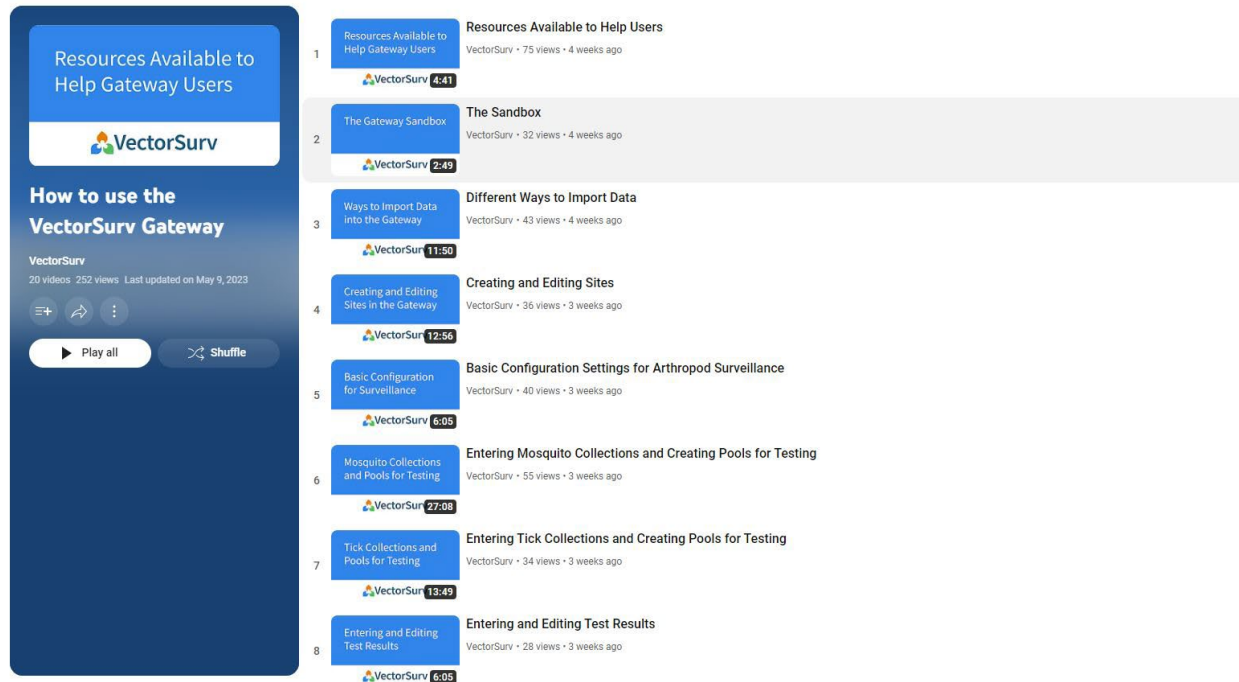 Resources Available to
Help Gateway Users
VectorSurv
How to use the
VectorSurv Gateway
VectorSurv
20 videos 252 views Last updated on May 9, 2023
Play all
Shuffle
1
Resources Available to
Help Gateway Users
VectorSurv 4:41
Resources Available to Help Users
VectorSurv • 75 views • 4 weeks ago
2
The Gateway Sandbox
VectorSurv 2:49
The Sandbox
VectorSurv • 32 views • 4 weeks ago
3
Ways to Import Data
into the Gateway
VectorSur 11:50
Different Ways to Import Data
VectorSurv • 43 views • 4 weeks ago
4
Creating and Editing
Sites in the Gateway
VectorSur 12:56
Creating and Editing Sites
VectorSurv • 36 views • 3 weeks ago
5
Basic Configuration
for Surveillance
VectorSurv 6:05
Basic Configuration Settings for Arthropod Surveillance
VectorSurv • 40 views • 3 weeks ago
6
Mosquito Collections
and Pools for Testing
VectorSur 27:08
Entering Mosquito Collections and Creating Pools for Testing
VectorSurv • 55 views • 3 weeks ago
7
Tick Collections and
Pools for Testing
VectorSur 13:49
Entering Tick Collections and Creating Pools for Testing
VectorSurv • 34 views • 3 weeks ago
8
Entering and Editing
Test Results
VectorSurv 6:05
Entering and Editing Test Results
VectorSurv • 28 views • 3 weeks ago